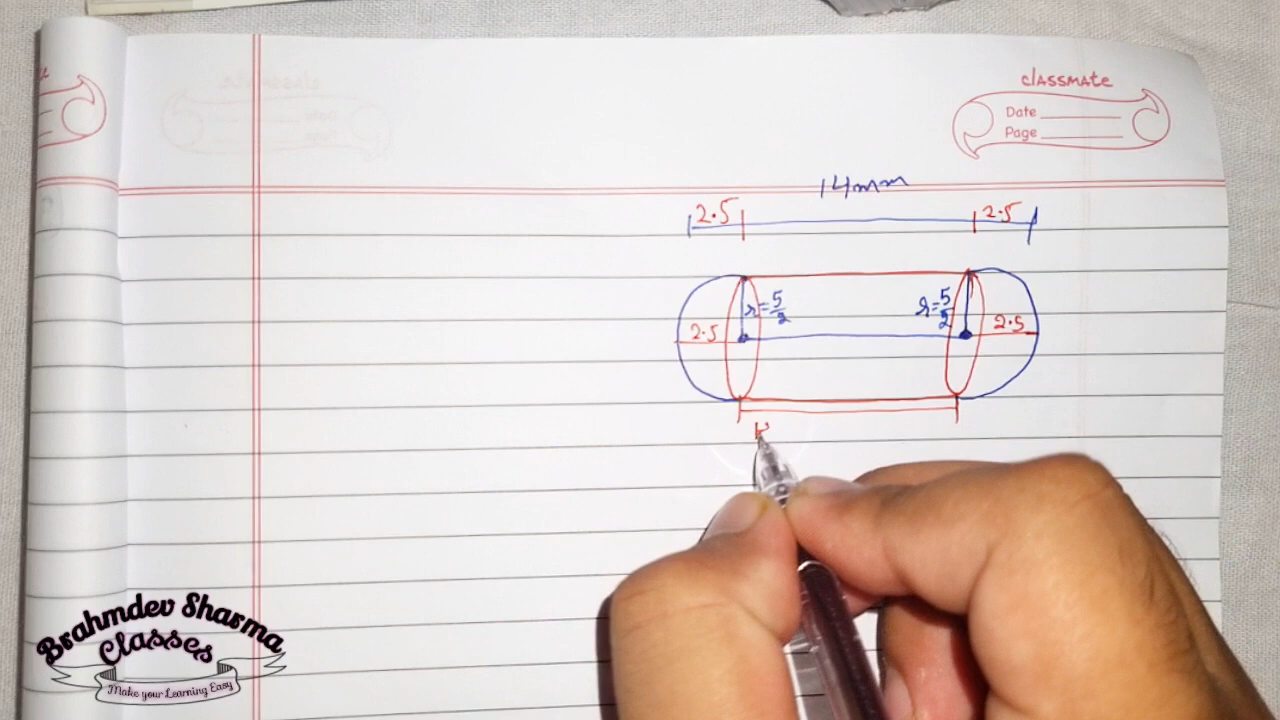 classmate
Date
Page
14mm
2.5 2.5
r=5/2 r=5/2
2.5 2.5
Brahmdev Sharma
Classes
Make your Learning Easy